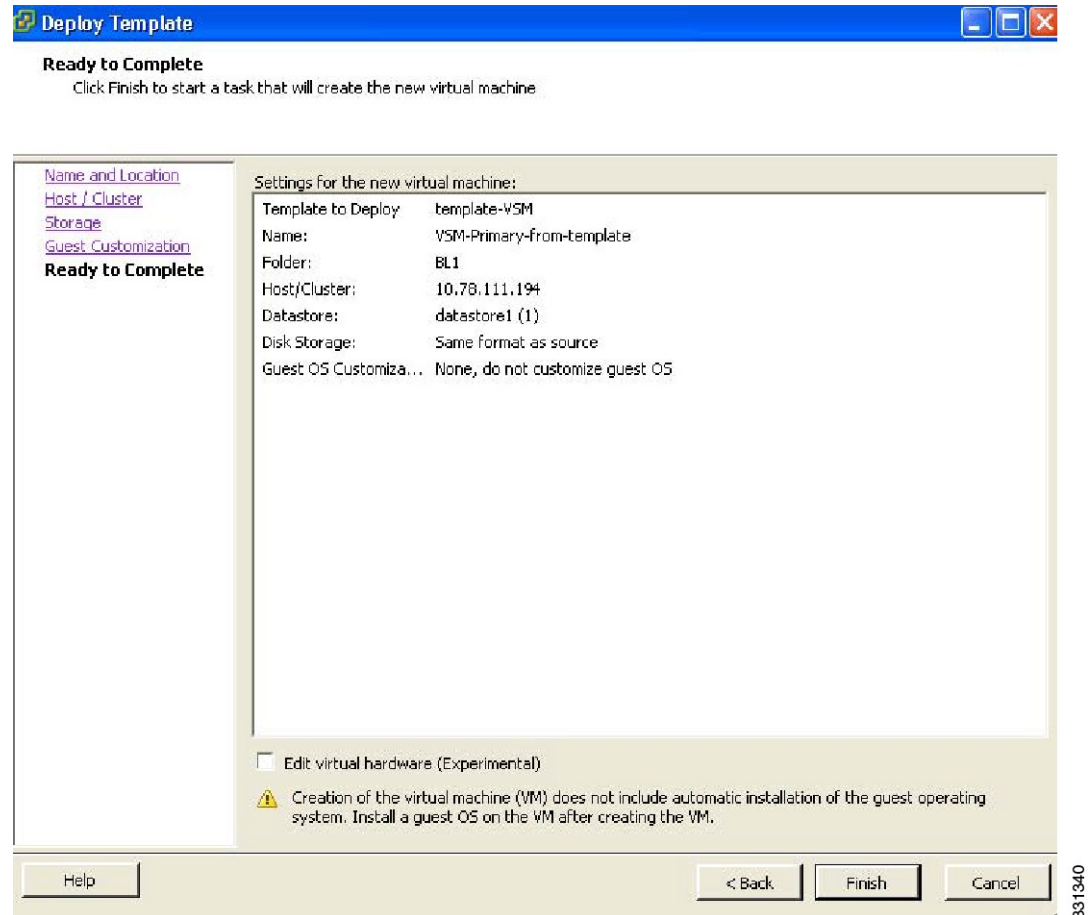 Deploy Template
Ready to Complete
Click Finish to start a task that will create the new virtual machine
Name and Location
Host / Cluster
Storage
Guest Customization
Ready to Complete
Settings for the new virtual machine:
Template to Deploy template-VSM
Name: VSM-Primary-from-template
Folder: BL1
Host/Cluster: 10.78.111.194
Datastore: datastore1 (1)
Disk Storage: Same format as source
Guest OS Customiza... None, do not customize guest OS
Edit virtual hardware (Experimental)
Creation of the virtual machine (VM) does not include automatic installation of the guest operating
system. Install a guest OS on the VM after creating the VM.
Help
< Back
Finish
Cancel
331340